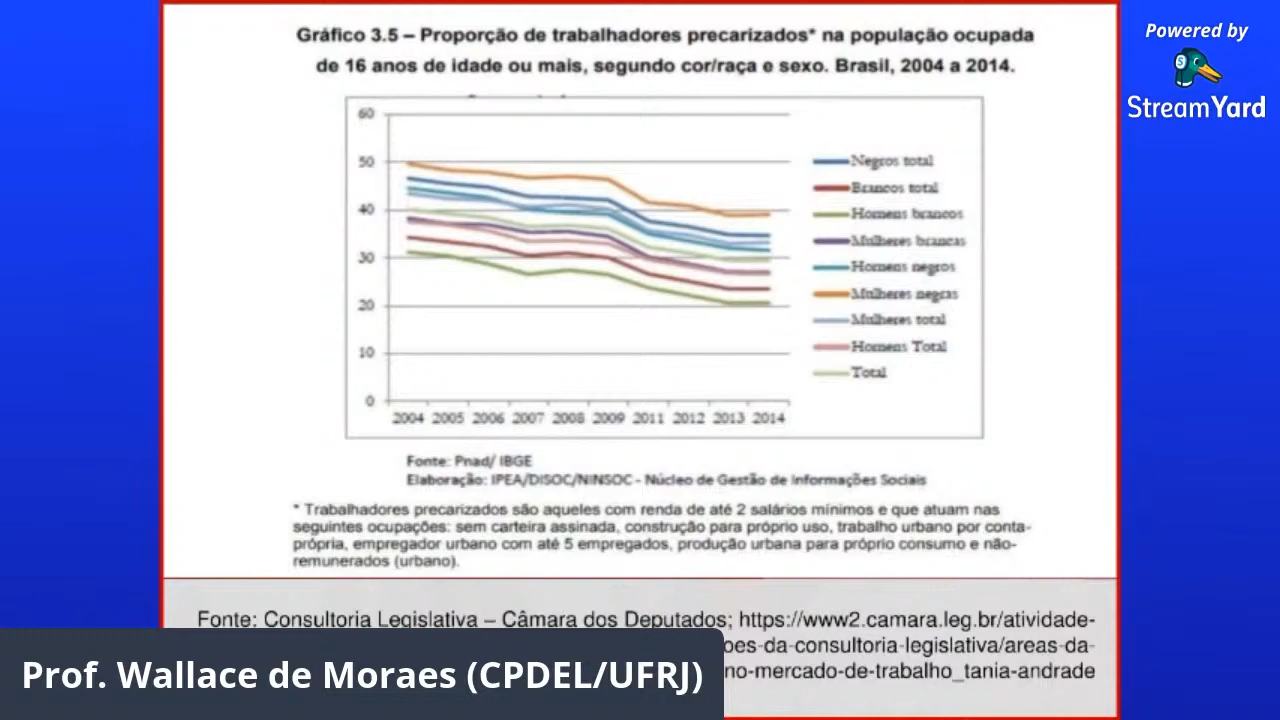 Gráfico 3.5 – Proporção de trabalhadores precarizados* na população ocupada
de 16 anos de idade ou mais, segundo cor/raça e sexo. Brasil, 2004 a 2014.
Powered by
StreamYard
60
50
40
30
20
10
0
2004 2005 2006 2007 2008 2009 2011 2012 2013 2014
Negros total
Brancos total
Homens brancos
Mulheres brancas
Homens negros
Mulheres negras
Mulheres total
Homens Total
Total
Fonte: Pnad/ IBGE
Elaboração: IPEA/DISOC/NINSOC - Núcleo de Gestão de Informações Sociais
* Trabalhadores precarizados são aqueles com renda de até 2 salários mínimos e que atuam nas
seguintes ocupações: sem carteira assinada, construção para próprio uso, trabalho urbano por conta-
própria, empregador urbano com até 5 empregados, produção urbana para próprio consumo e não-
remunerados (urbano).
Fonte: Consultoria Legislativa – Câmara dos Deputados; https://www2.camara.leg.br/atividade-
oes-da-consultoria-legislativa/areas-da-
no-mercado-de-trabalho_tania-andrade
Prof. Wallace de Moraes (CPDEL/UFRJ)